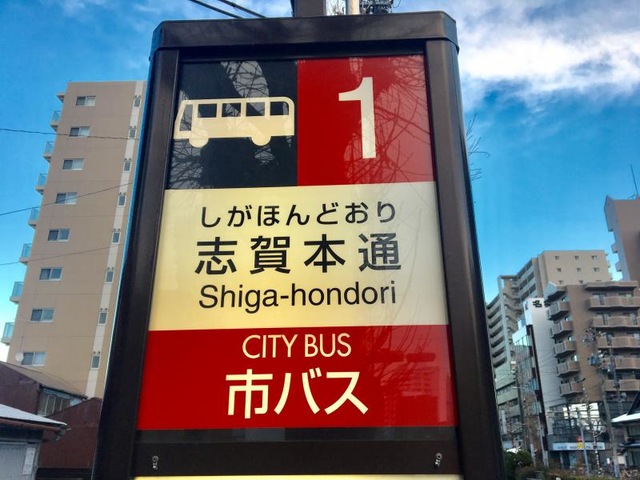 1
しがほんどおり
志賀本通
Shiga-hondori
CITY BUS
市バス